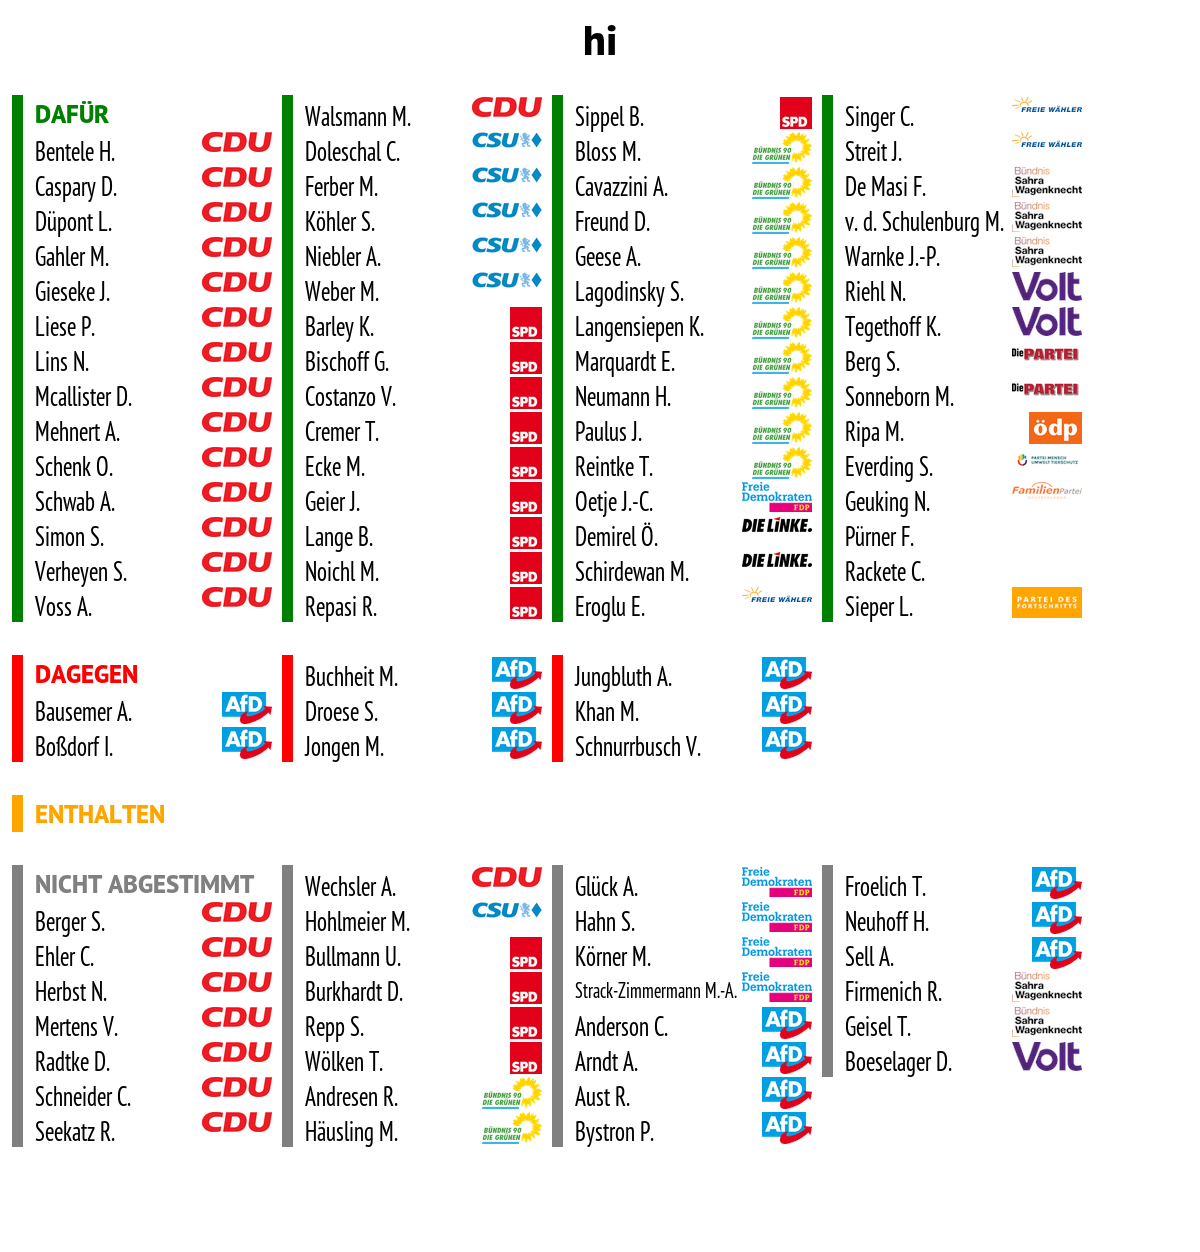 hi
DAFÜR
Bentele H. CDU
Caspary D. CDU
Düpont L. CDU
Gahler M. CDU
Gieseke J. CDU
Liese P. CDU
Lins N. CDU
Mcallister D. CDU
Mehnert A. CDU
Schenk O. CDU
Schwab A. CDU
Simon S. CDU
Verheyen S. CDU
Voss A. CDU
Walsmann M. CDU
Doleschal C. CSU
Ferber M. CSU
Köhler S. CSU
Niebler A. CSU
Weber M. CSU
Barley K. SPD
Bischoff G. SPD
Costanzo V. SPD
Cremer T. SPD
Ecke M. SPD
Geier J. SPD
Lange B. SPD
Noichl M. SPD
Repasi R. SPD
Sippel B. SPD
Bloss M. BÜNDNIS 90 DIE GRÜNEN
Cavazzini A. BÜNDNIS 90 DIE GRÜNEN
Freund D. BÜNDNIS 90 DIE GRÜNEN
Geese A. BÜNDNIS 90 DIE GRÜNEN
Lagodinsky S. BÜNDNIS 90 DIE GRÜNEN
Langensiepen K. BÜNDNIS 90 DIE GRÜNEN
Marquardt E. BÜNDNIS 90 DIE GRÜNEN
Neumann H. BÜNDNIS 90 DIE GRÜNEN
Paulus J. BÜNDNIS 90 DIE GRÜNEN
Reintke T. BÜNDNIS 90 DIE GRÜNEN
Oetje J.-C. Freie Demokraten FDP
Demirel Ö. DIE LINKE.
Schirdewan M. DIE LINKE.
Eroglu E. FREIE WÄHLER
Singer C. FREIE WÄHLER
Streit J. FREIE WÄHLER
De Masi F. Bündnis Sahra Wagenknecht
v. d. Schulenburg M. Bündnis Sahra Wagenknecht
Warnke J.-P. Bündnis Sahra Wagenknecht
Riehl N. Volt
Tegethoff K. Volt
Berg S. Die PARTEI
Sonneborn M. Die PARTEI
Ripa M. ödp
Everding S. PARTEI MENSCH UMWELT TIERSCHUTZ
Geuking N. FamilienPartei
Pürner F.
Rackete C.
Sieper L. PARTEI DES FORTSCHRITTS
DAGEGEN
Bausemer A. AfD
Boßdorf I. AfD
Buchheit M. AfD
Droese S. AfD
Jongen M. AfD
Jungbluth A. AfD
Khan M. AfD
Schnurrbusch V. AfD
ENTHALTEN
NICHT ABGESTIMMT
Berger S. CDU
Ehler C. CDU
Herbst N. CDU
Mertens V. CDU
Radtke D. CDU
Schneider C. CDU
Seekatz R. CDU
Wechsler A. CDU
Hohlmeier M. CSU
Bullmann U. SPD
Burkhardt D. SPD
Repp S. SPD
Wölken T. SPD
Andresen R. BÜNDNIS 90 DIE GRÜNEN
Häusling M. BÜNDNIS 90 DIE GRÜNEN
Glück A. Freie Demokraten FDP
Hahn S. Freie Demokraten FDP
Körner M. Freie Demokraten FDP
Strack-Zimmermann M.-A. Freie Demokraten FDP
Anderson C. AfD
Arndt A. AfD
Aust R. AfD
Bystron P. AfD
Froelich T. AfD
Neuhoff H. AfD
Sell A. AfD
Firmenich R. Bündnis Sahra Wagenknecht
Geisel T. Bündnis Sahra Wagenknecht
Boeselager D. Volt